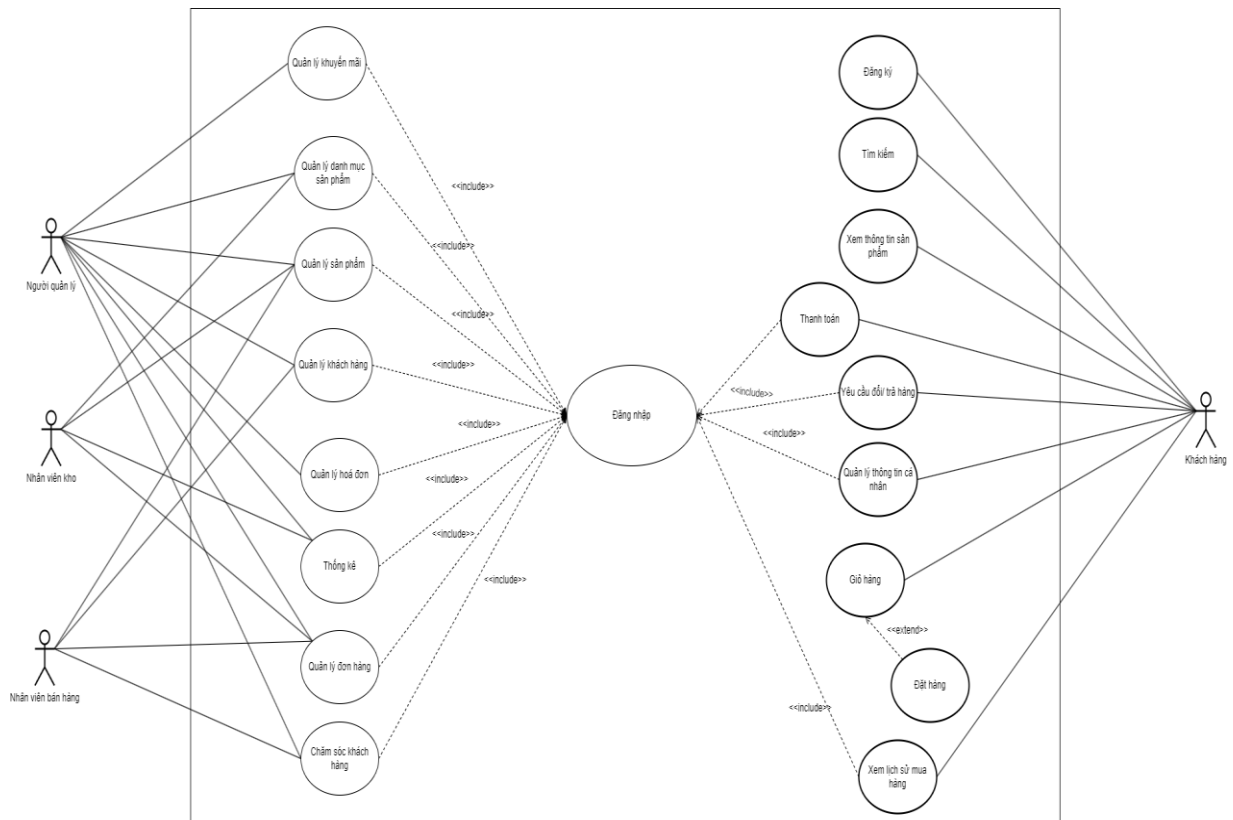 Quản lý khuyến mãi
Quản lý danh mục
sản phẩm
Quản lý sản phẩm
Quản lý khách hàng
Quản lý hoá đơn
Thống kê
Quản lý đơn hàng
Chăm sóc khách
hàng
Người quản lý
Nhân viên kho
Nhân viên bán hàng
<<include>>
<<include>>
<<include>>
<<include>>
<<include>>
<<include>>
<<include>>
<<include>>
Đăng nhập
<<include>>
<<include>>
<<include>>
Đăng ký
Tìm kiếm
Xem thông tin sản
phẩm
Thanh toán
Yêu cầu đổi/ trả hàng
Quản lý thông tin cá
nhân
Giỏ hàng
<<extend>>
Đặt hàng
Xem lịch sử mua
hàng
Khách hàng